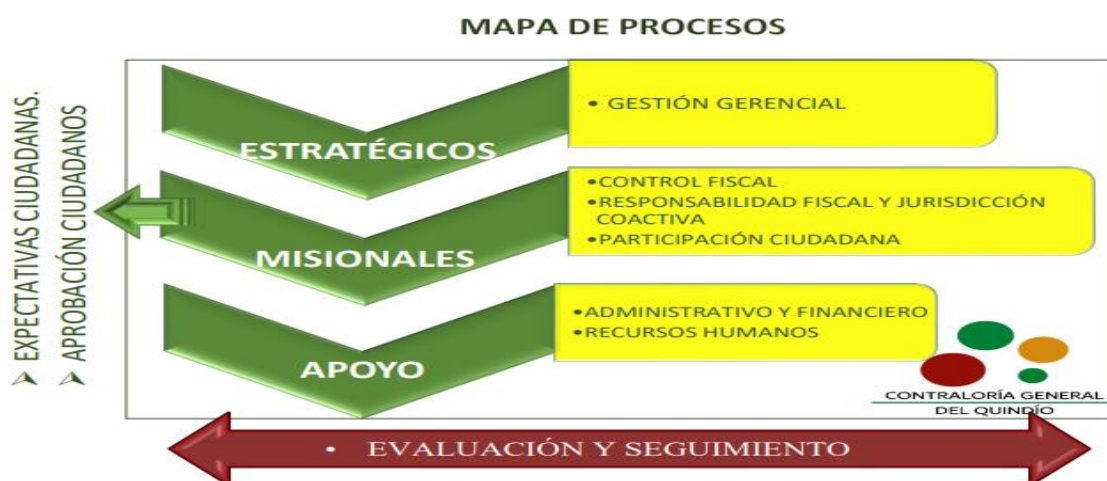 MAPA DE PROCESOS
➢ EXPECTATIVAS CIUDADANAS.
➢ APROBACIÓN CIUDADANOS
ESTRATÉGICOS
• GESTIÓN GERENCIAL
MISIONALES
•CONTROL FISCAL
•RESPONSABILIDAD FISCAL Y JURISDICCIÓN
COACTIVA
•PARTICIPACIÓN CIUDADANA
APOYO
•ADMINISTRATIVO Y FINANCIERO
•RECURSOS HUMANOS
CONTRALORÍA GENERAL
DEL QUINDÍO
• EVALUACIÓN Y SEGUIMIENTO